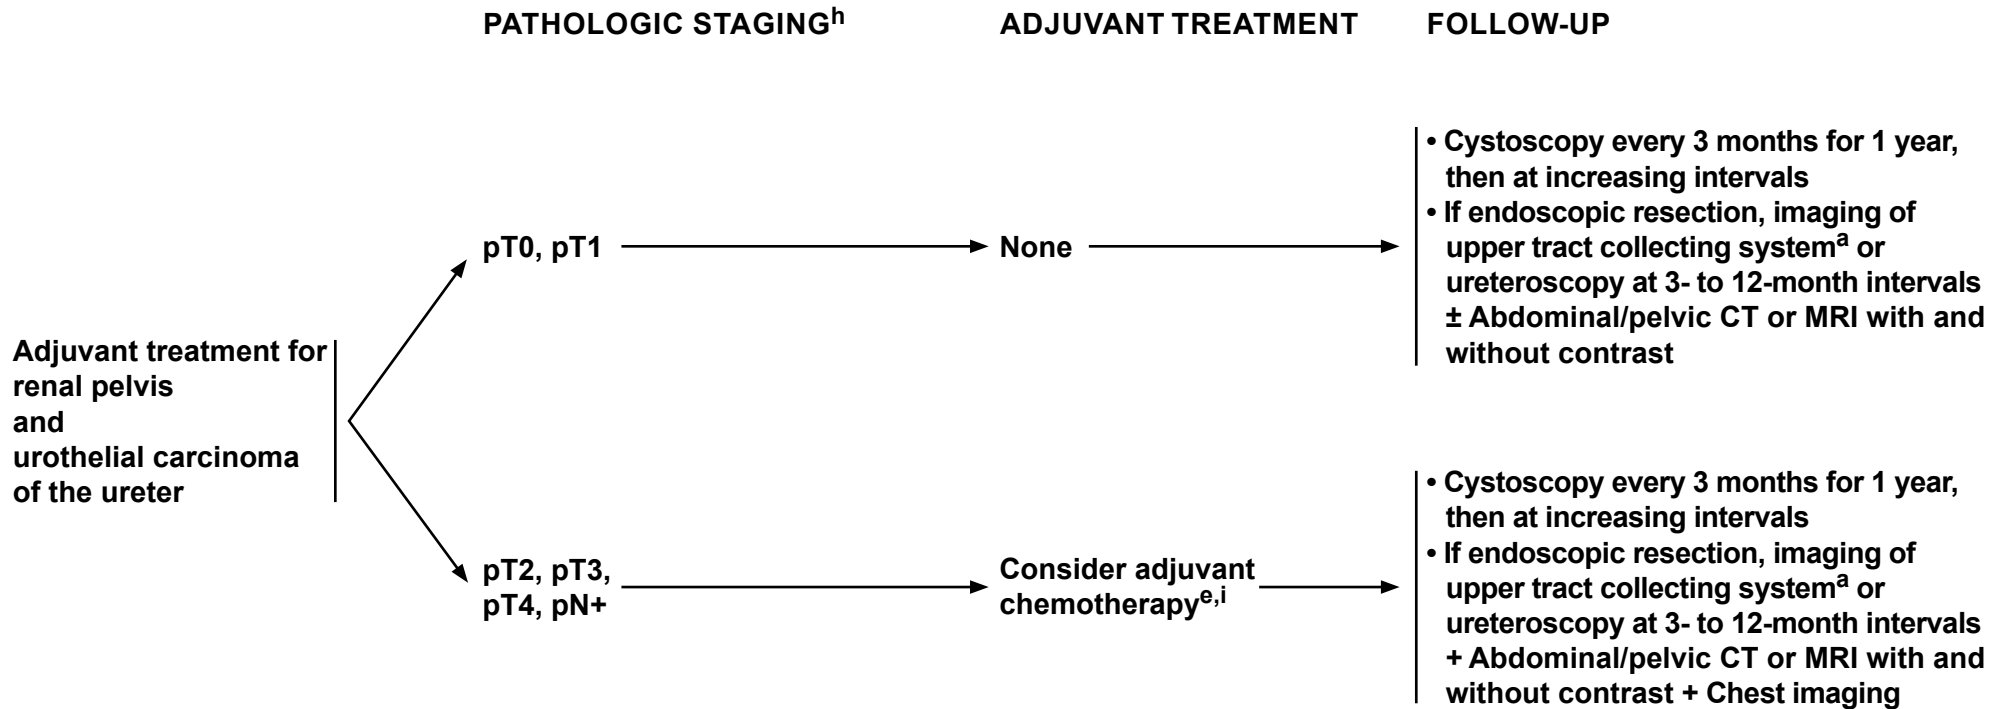 PATHOLOGIC STAGINGʰ
ADJUVANT TREATMENT
FOLLOW-UP
Adjuvant treatment for
renal pelvis
and
urothelial carcinoma
of the ureter
pT0, pT1
None
• Cystoscopy every 3 months for 1 year,
then at increasing intervals
• If endoscopic resection, imaging of
upper tract collecting systemᵃ or
ureteroscopy at 3- to 12-month intervals
± Abdominal/pelvic CT or MRI with and
without contrast
pT2, pT3,
pT4, pN+
Consider adjuvant
chemotherapyᵉ,ⁱ
• Cystoscopy every 3 months for 1 year,
then at increasing intervals
• If endoscopic resection, imaging of
upper tract collecting systemᵃ or
ureteroscopy at 3- to 12-month intervals
+ Abdominal/pelvic CT or MRI with and
without contrast + Chest imaging